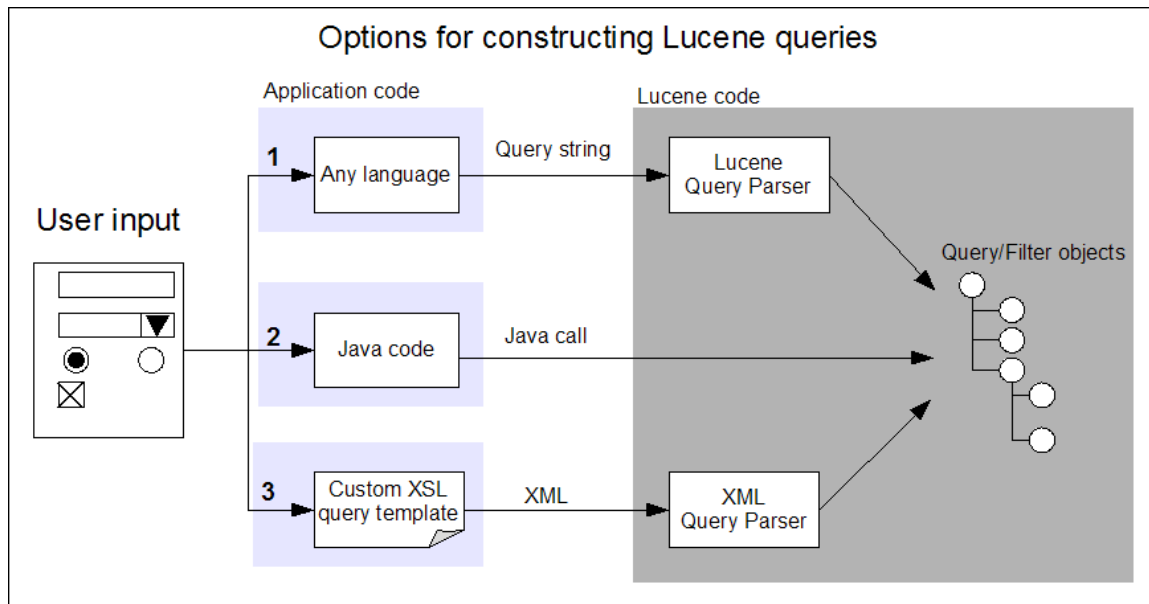 Options for constructing Lucene queries
Application code
Lucene code
1
Any language
Query string
Lucene
Query Parser
User input
Query/Filter objects
2
Java code
Java call
3
Custom XSL
query template
XML
XML
Query Parser